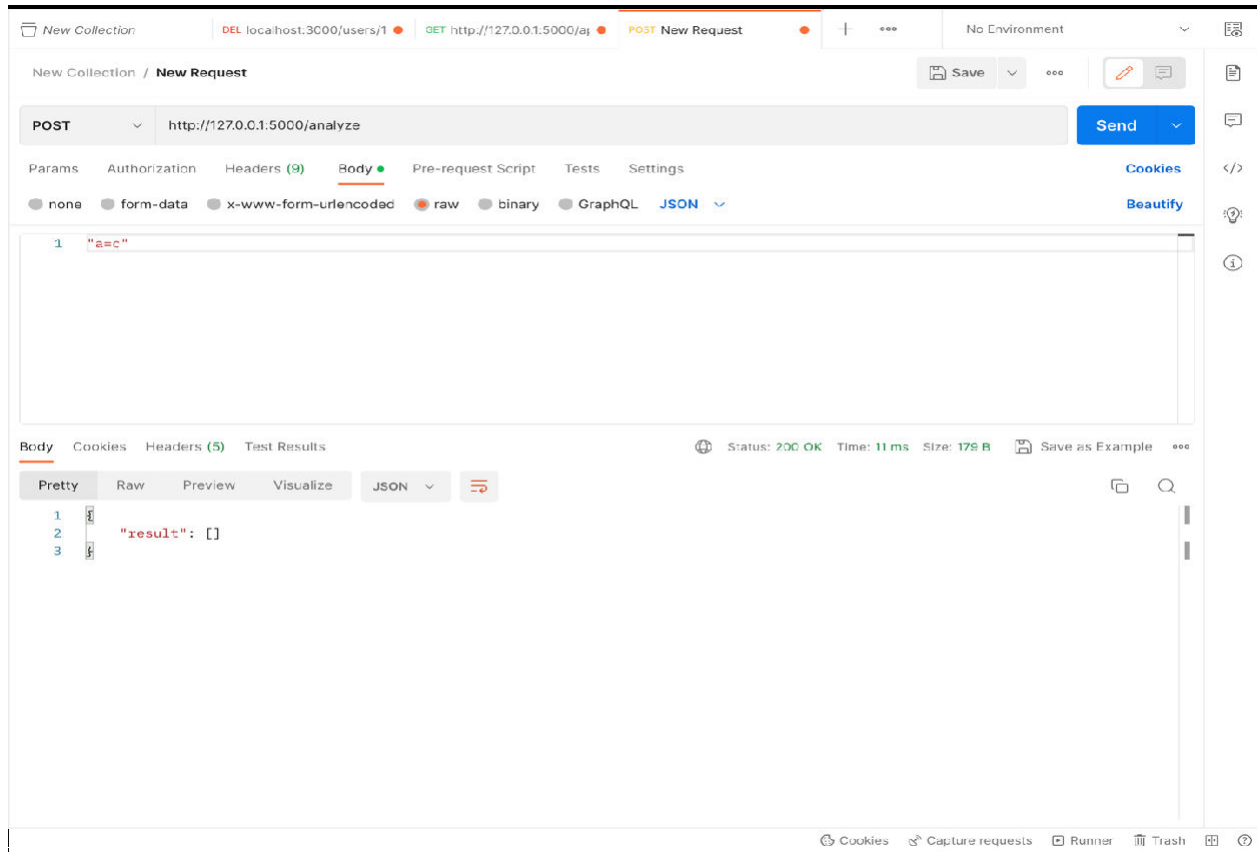 New Collection DEL localhost:3000/users/1 GET http://127.0.0.1:5000/ap POST New Request No Environment
New Collection / New Request Save
POST http://127.0.0.1:5000/analyze Send
Params Authorization Headers (9) Body Pre-request Script Tests Settings Cookies
none form-data x-www-form-urlencoded raw binary GraphQL JSON Beautify
1 "a=c"
Body Cookies Headers (5) Test Results Status: 200 OK Time: 11 ms Size: 179 B Save as Example
Pretty Raw Preview Visualize JSON
1 {
2 "result": []
3 }
Cookies Capture requests Runner Trash